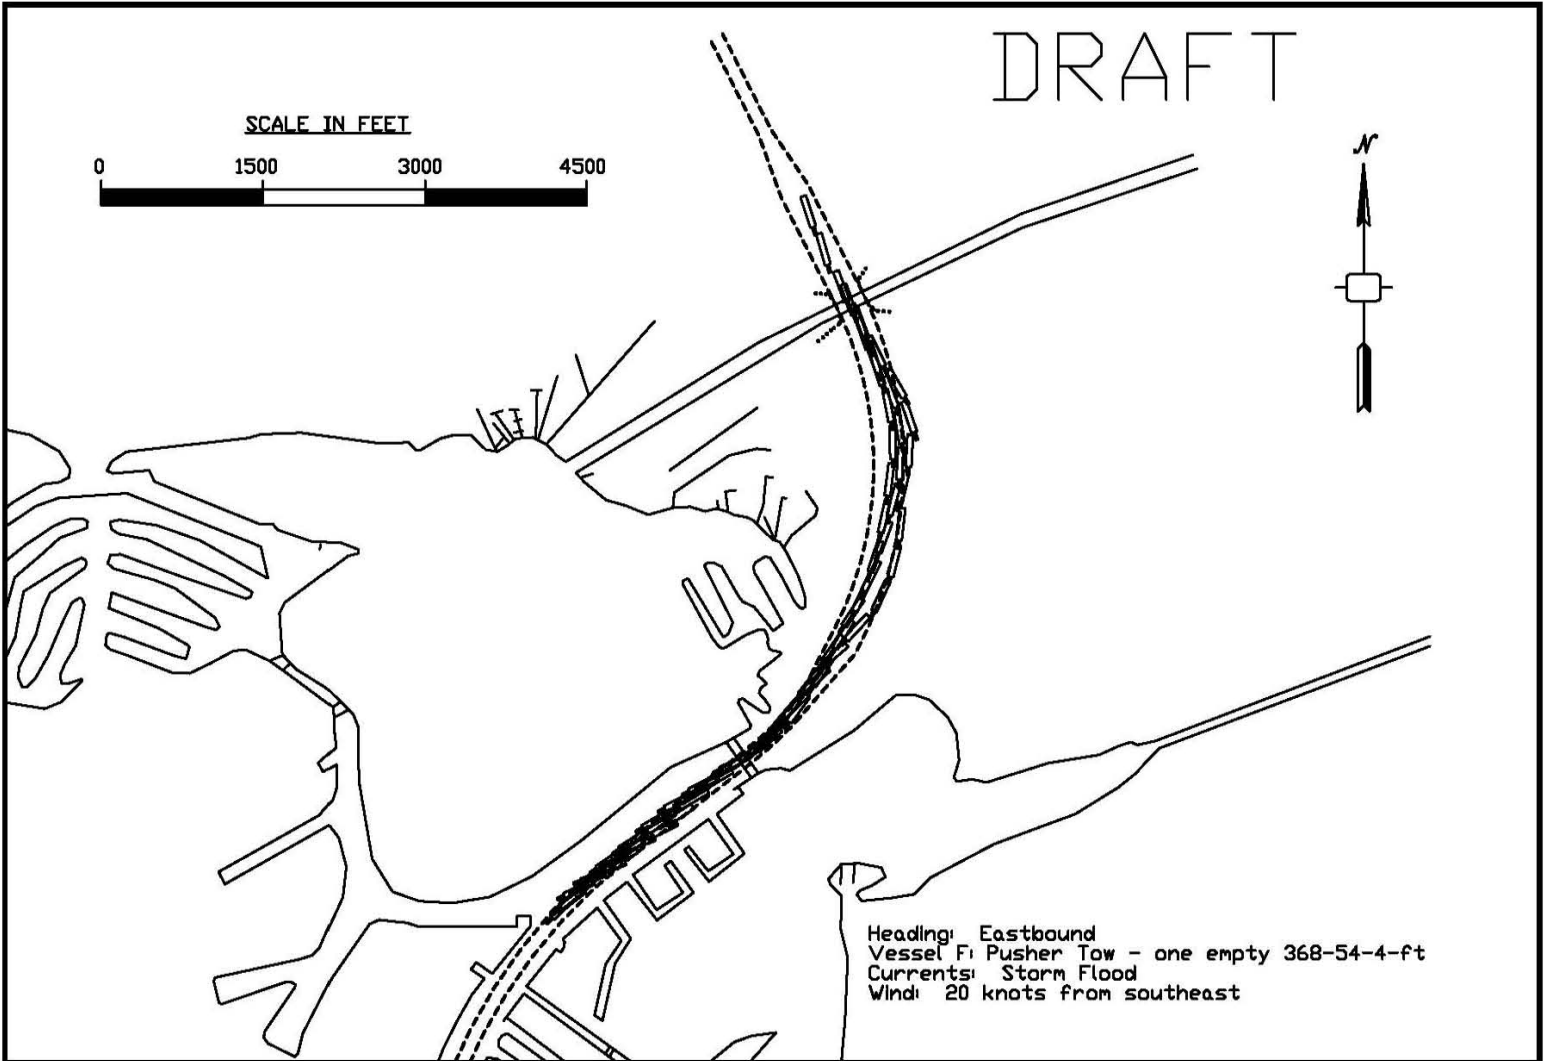 DRAFT
SCALE IN FEET
0 1500 3000 4500
N
Heading: Eastbound
Vessel F: Pusher Tow - one empty 368-54-4-ft
Currents: Storm Flood
Wind: 20 knots from southeast